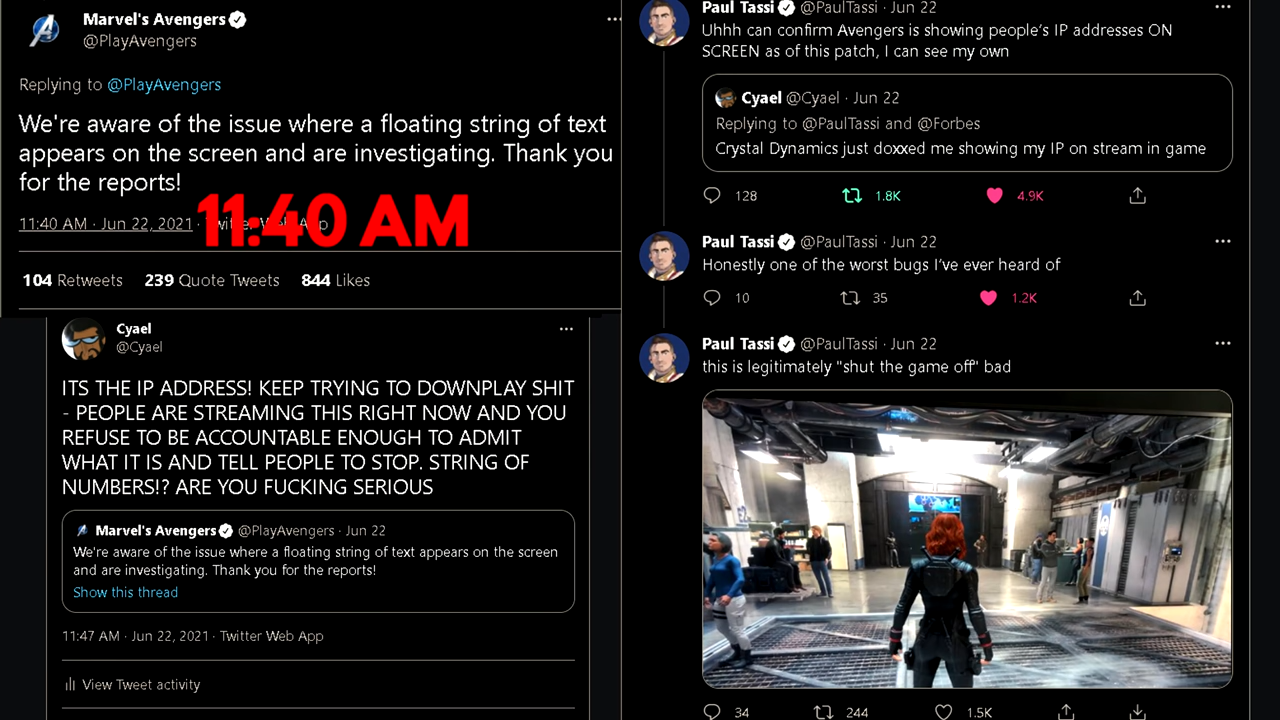 Marvel's Avengers
@PlayAvengers
Replying to @PlayAvengers
We're aware of the issue where a floating string of text
appears on the screen and are investigating. Thank you
for the reports!
11:40 AM · Jun 22, 2021 · Twitter Web App
11:40 AM
104 Retweets 239 Quote Tweets 844 Likes
Cyael
@Cyael
ITS THE IP ADDRESS! KEEP TRYING TO DOWNPLAY SHIT
- PEOPLE ARE STREAMING THIS RIGHT NOW AND YOU
REFUSE TO BE ACCOUNTABLE ENOUGH TO ADMIT
WHAT IT IS AND TELL PEOPLE TO STOP. STRING OF
NUMBERS!? ARE YOU FUCKING SERIOUS
Marvel's Avengers @PlayAvengers · Jun 22
We're aware of the issue where a floating string of text appears on the screen
and are investigating. Thank you for the reports!
Show this thread
11:47 AM · Jun 22, 2021 · Twitter Web App
View Tweet activity
Paul Tassi @PaulTassi · Jun 22
Uhhh can confirm Avengers is showing people's IP addresses ON
SCREEN as of this patch, I can see my own
Cyael @Cyael · Jun 22
Replying to @PaulTassi and @Forbes
Crystal Dynamics just doxxed me showing my IP on stream in game
128 1.8K 4.9K
Paul Tassi @PaulTassi · Jun 22
Honestly one of the worst bugs I've ever heard of
10 35 1.2K
Paul Tassi @PaulTassi · Jun 22
this is legitimately "shut the game off" bad
34 244 1.5K